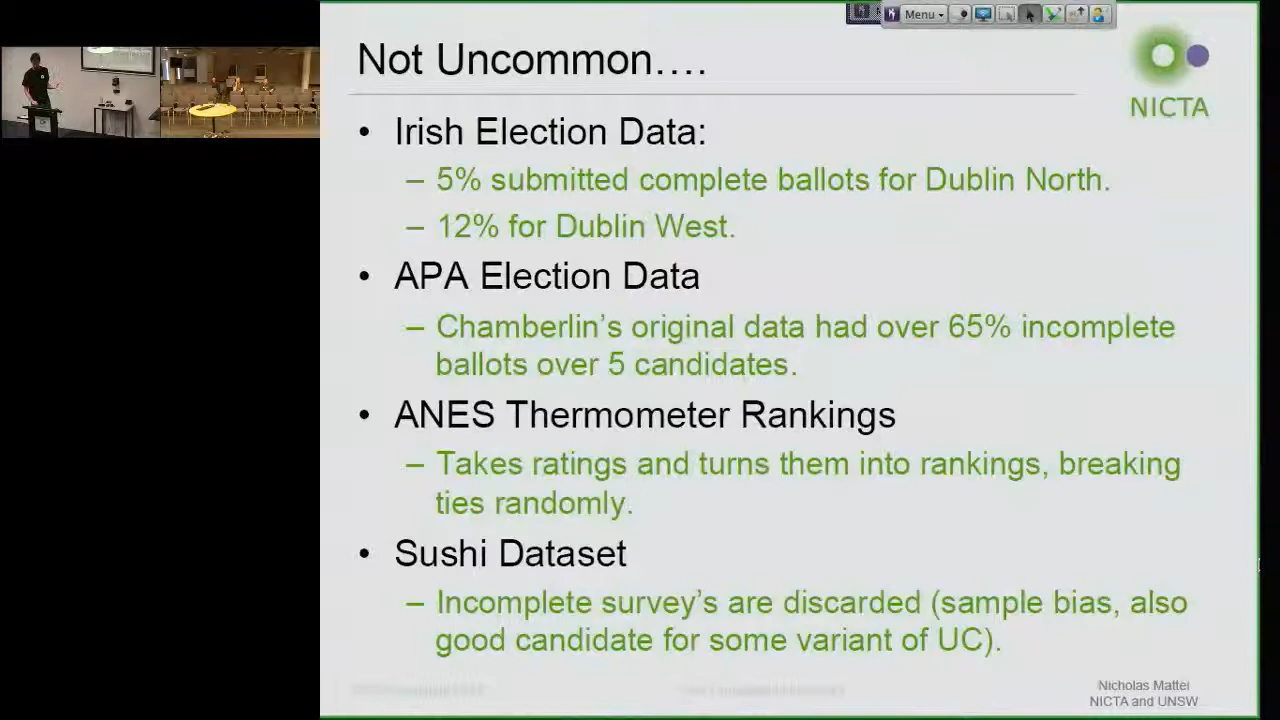 Menu
Not Uncommon....
NICTA
• Irish Election Data:
– 5% submitted complete ballots for Dublin North.
– 12% for Dublin West.
• APA Election Data
– Chamberlin's original data had over 65% incomplete
ballots over 5 candidates.
• ANES Thermometer Rankings
– Takes ratings and turns them into rankings, breaking
ties randomly.
• Sushi Dataset
– Incomplete survey's are discarded (sample bias, also
good candidate for some variant of UC).
Nicholas Mattei
NICTA and UNSW